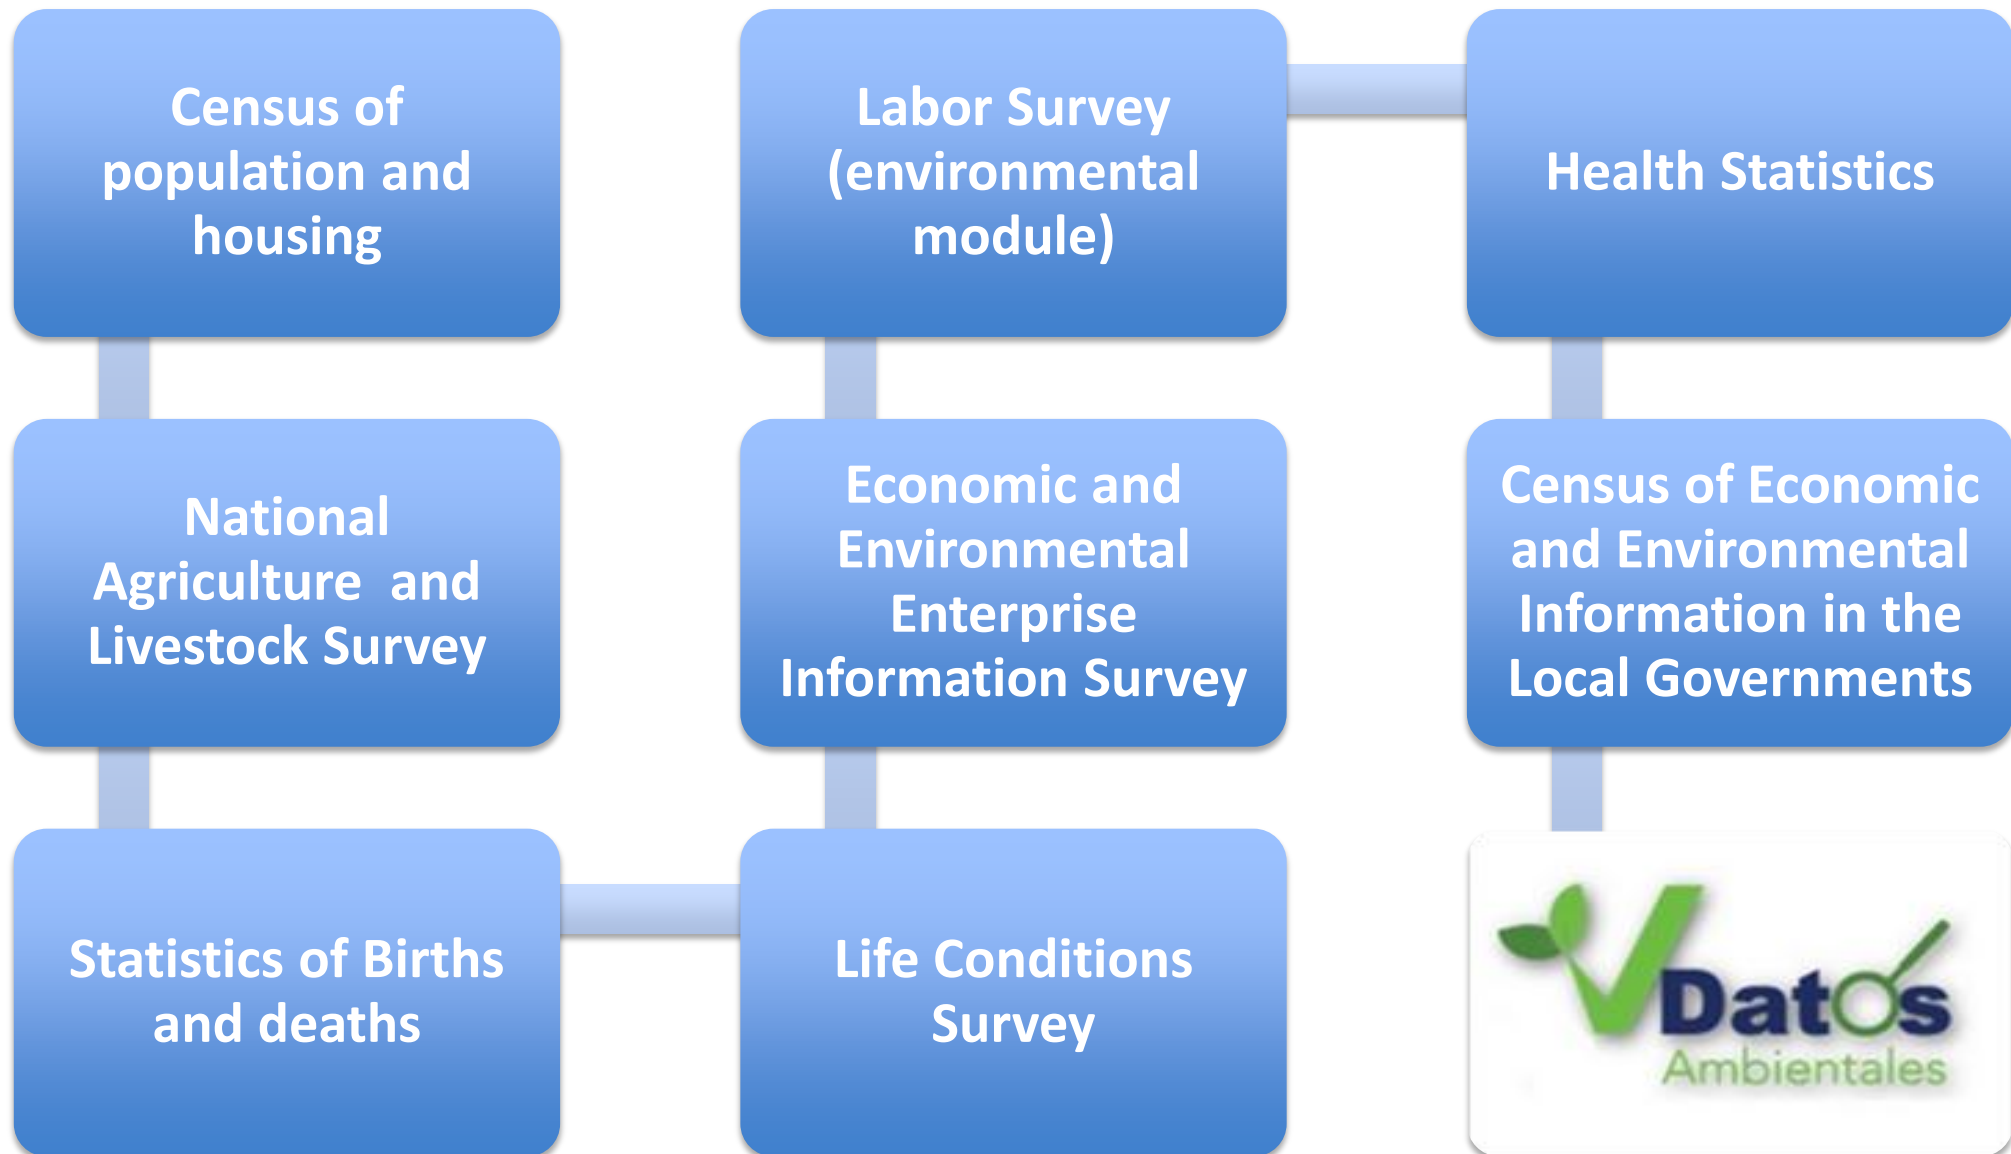 Census of
population and
housing
National
Agriculture and
Livestock Survey
Statistics of Births
and deaths
Life Conditions
Survey
Economic and
Environmental
Enterprise
Information Survey
Labor Survey
(environmental
module)
Health Statistics
Census of Economic
and Environmental
Information in the
Local Governments
Datos
Ambientales